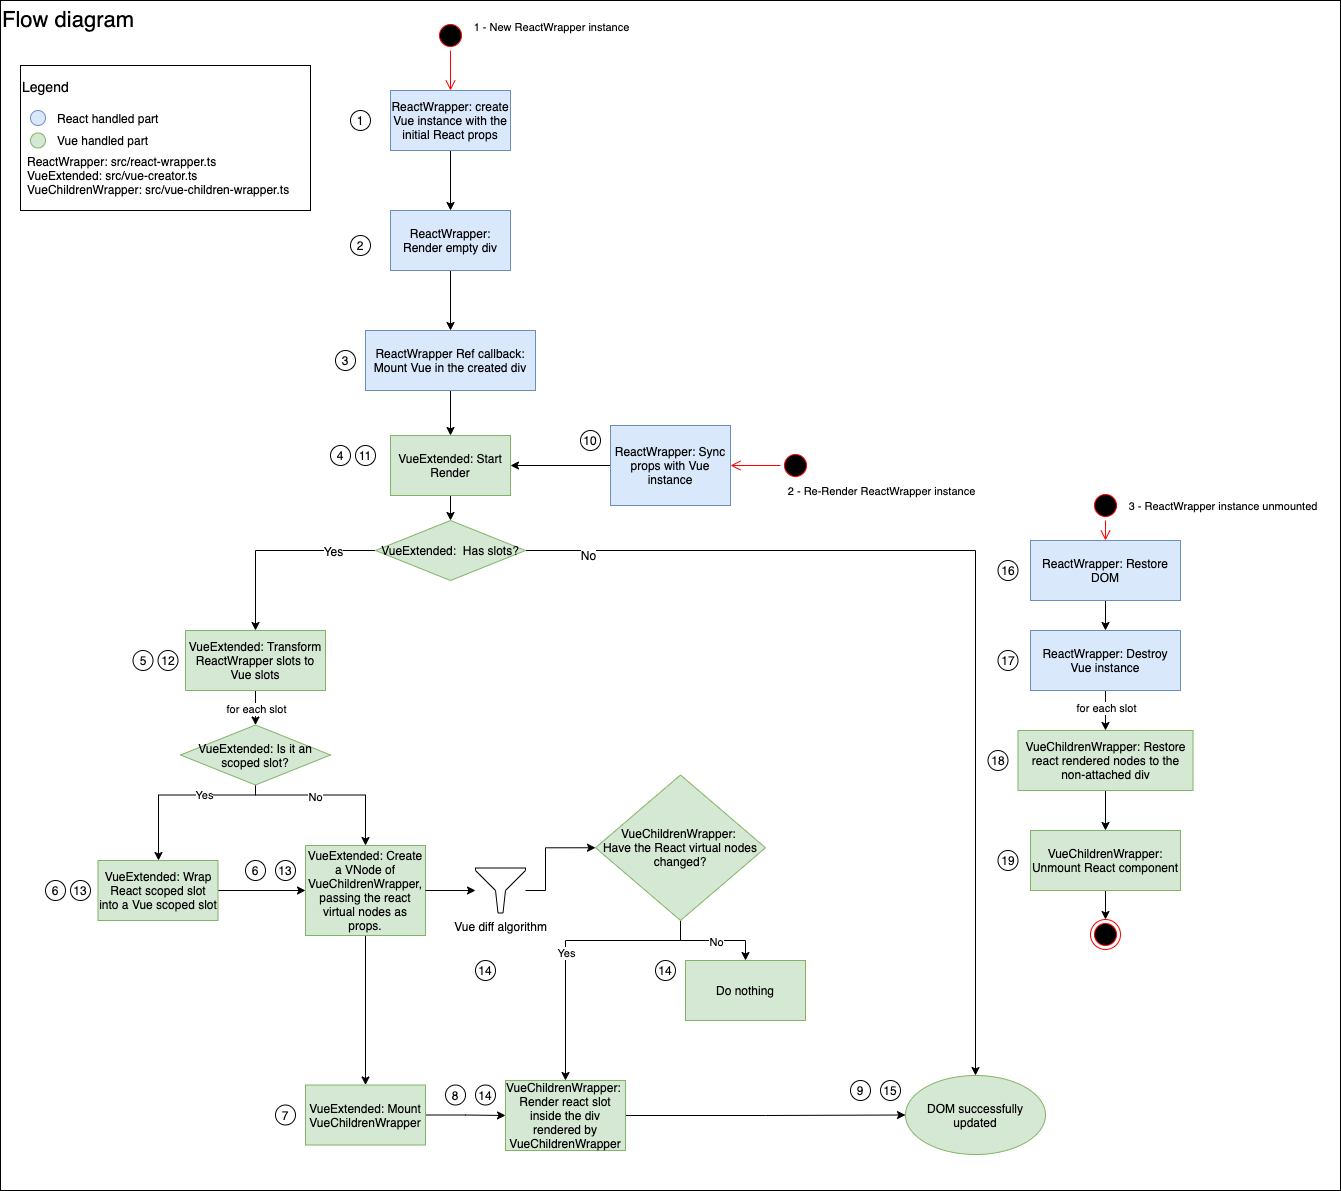 Flow diagram
1 - New ReactWrapper instance
Legend
React handled part
Vue handled part
ReactWrapper: src/react-wrapper.ts
VueExtended: src/vue-creator.ts
VueChildrenWrapper: src/vue-children-wrapper.ts
1
ReactWrapper: create
Vue instance with the
initial React props
2
ReactWrapper:
Render empty div
3
ReactWrapper Ref callback:
Mount Vue in the created div
4 11
VueExtended: Start
Render
10
ReactWrapper: Sync
props with Vue
instance
2 - Re-Render ReactWrapper instance
3 - ReactWrapper instance unmounted
Yes
VueExtended:  Has slots?
No
16
ReactWrapper: Restore
DOM
5 12
VueExtended: Transform
ReactWrapper slots to
Vue slots
17
ReactWrapper: Destroy
Vue instance
for each slot
for each slot
VueExtended: Is it an
scoped slot?
18
VueChildrenWrapper: Restore
react rendered nodes to the
non-attached div
Yes
No
VueChildrenWrapper:
Have the React virtual nodes
changed?
6 13
VueExtended: Wrap
React scoped slot
into a Vue scoped slot
6 13
VueExtended: Create
a VNode of
VueChildrenWrapper,
passing the react
virtual nodes as
props.
Vue diff algorithm
19
VueChildrenWrapper:
Unmount React component
14
Yes
No
14
Do nothing
7
VueExtended: Mount
VueChildrenWrapper
8 14
VueChildrenWrapper:
Render react slot
inside the div
rendered by
VueChildrenWrapper
9 15
DOM successfully
updated